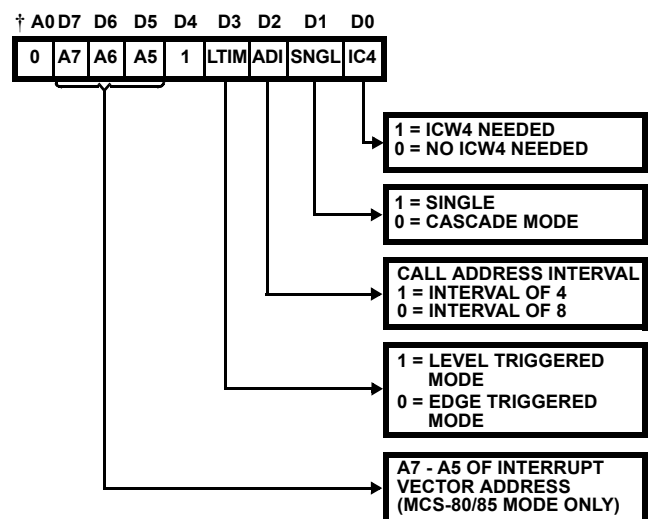 † A0 D7 D6 D5 D4 D3 D2 D1 D0
0 A7 A6 A5 1 LTIM ADI SNGL IC4
1 = ICW4 NEEDED
0 = NO ICW4 NEEDED
1 = SINGLE
0 = CASCADE MODE
CALL ADDRESS INTERVAL
1 = INTERVAL OF 4
0 = INTERVAL OF 8
1 = LEVEL TRIGGERED
MODE
0 = EDGE TRIGGERED
MODE
A7 - A5 OF INTERRUPT
VECTOR ADDRESS
(MCS-80/85 MODE ONLY)